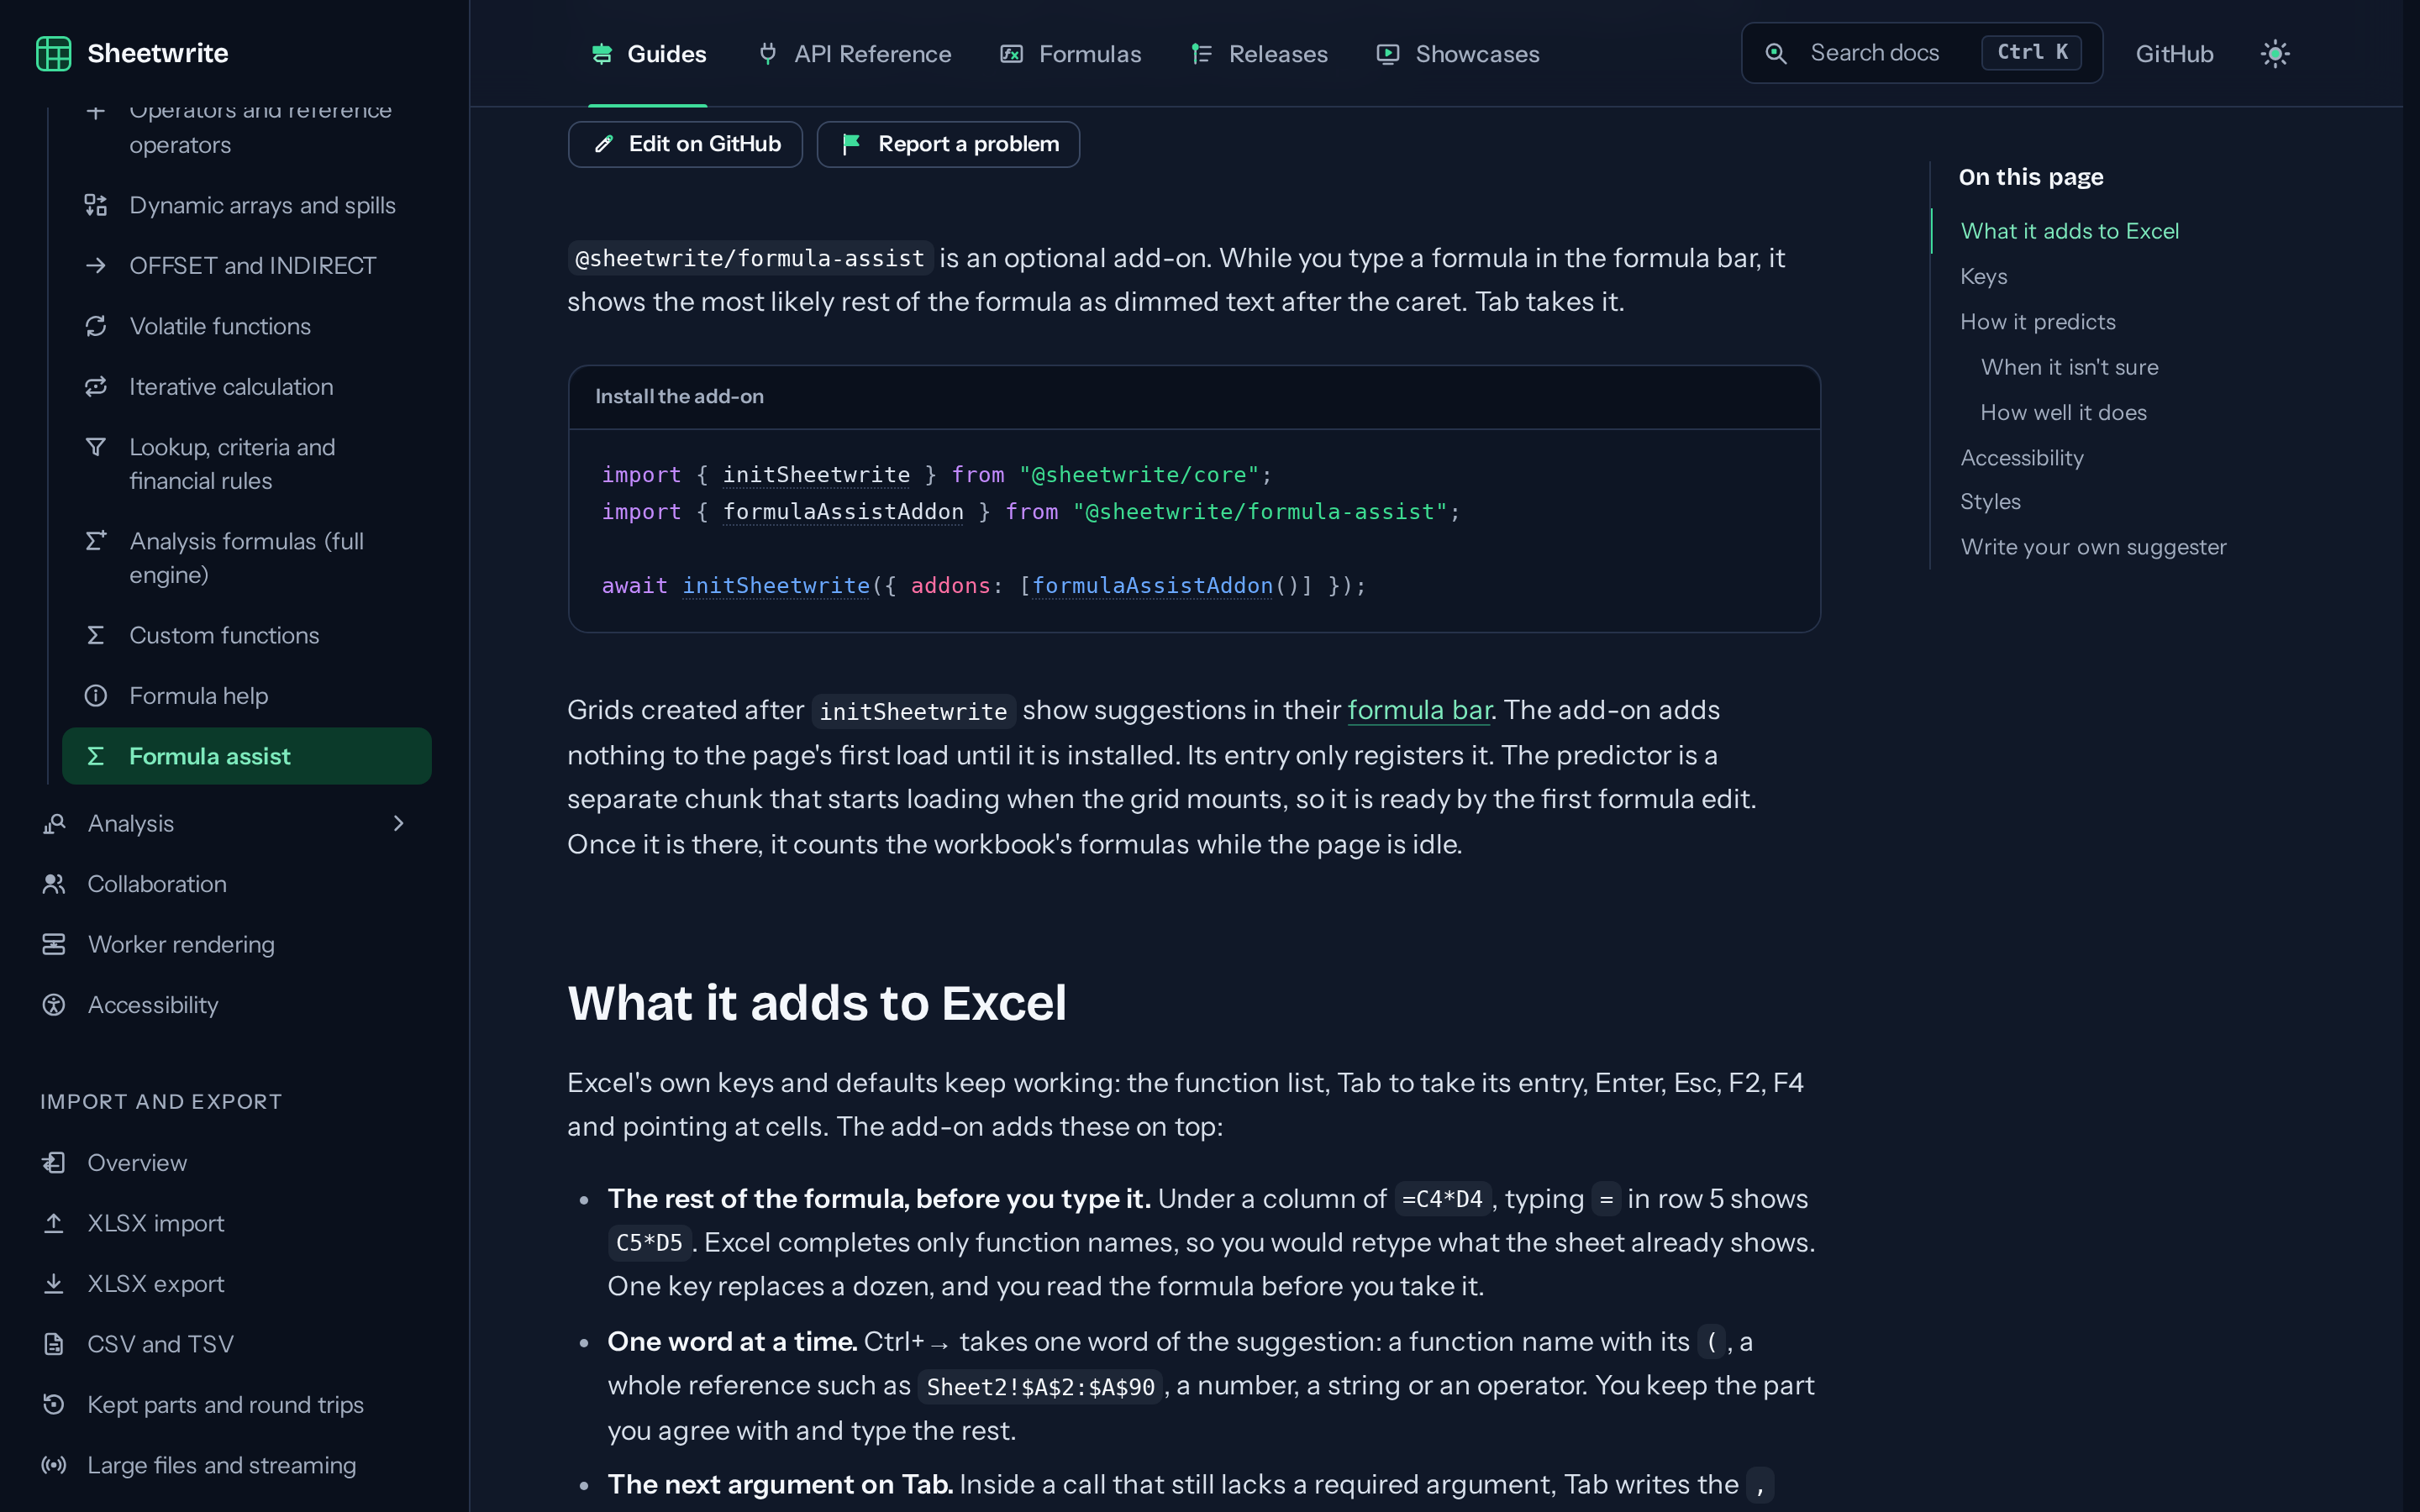 Sheetwrite
Operators and reference
operators
Dynamic arrays and spills
OFFSET and INDIRECT
Volatile functions
Iterative calculation
Lookup, criteria and
financial rules
Analysis formulas (full
engine)
Custom functions
Formula help
Formula assist
Analysis
Collaboration
Worker rendering
Accessibility
IMPORT AND EXPORT
Overview
XLSX import
XLSX export
CSV and TSV
Kept parts and round trips
Large files and streaming
Guides
API Reference
Formulas
Releases
Showcases
Search docs
Ctrl K
GitHub
Edit on GitHub
Report a problem
@sheetwrite/formula-assist is an optional add-on. While you type a formula in the formula bar, it
shows the most likely rest of the formula as dimmed text after the caret. Tab takes it.
Install the add-on
import { initSheetwrite } from "@sheetwrite/core";
import { formulaAssistAddon } from "@sheetwrite/formula-assist";
await initSheetwrite({ addons: [formulaAssistAddon()] });
Grids created after initSheetwrite show suggestions in their formula bar. The add-on adds
nothing to the page's first load until it is installed. Its entry only registers it. The predictor is a
separate chunk that starts loading when the grid mounts, so it is ready by the first formula edit.
Once it is there, it counts the workbook's formulas while the page is idle.
What it adds to Excel
Excel's own keys and defaults keep working: the function list, Tab to take its entry, Enter, Esc, F2, F4
and pointing at cells. The add-on adds these on top:
• The rest of the formula, before you type it. Under a column of =C4*D4, typing = in row 5 shows
C5*D5. Excel completes only function names, so you would retype what the sheet already shows.
One key replaces a dozen, and you read the formula before you take it.
• One word at a time. Ctrl+→ takes one word of the suggestion: a function name with its (, a
whole reference such as Sheet2!$A$2:$A$90, a number, a string or an operator. You keep the part
you agree with and type the rest.
• The next argument on Tab. Inside a call that still lacks a required argument, Tab writes the ,
On this page
What it adds to Excel
Keys
How it predicts
When it isn't sure
How well it does
Accessibility
Styles
Write your own suggester